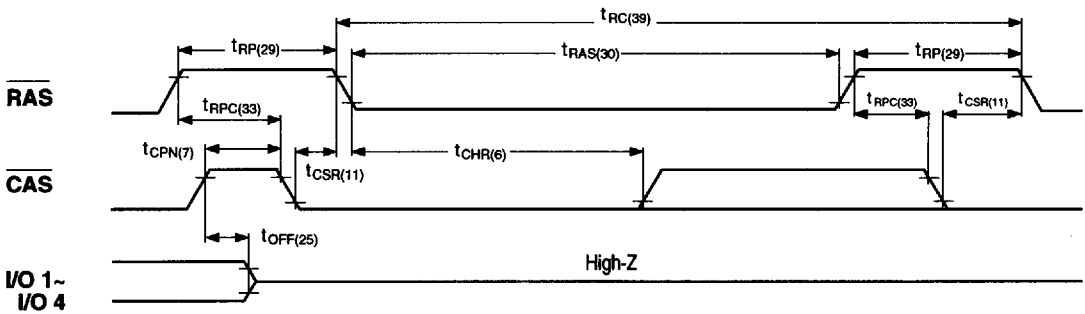 tRC(39)
tRP(29) tRAS(30) tRP(29)
RAS
tRPC(33) tRPC(33) tCSR(11)
tCPN(7) tCSR(11) tCHR(6)
CAS
tOFF(25)
High-Z
I/O 1~
I/O 4